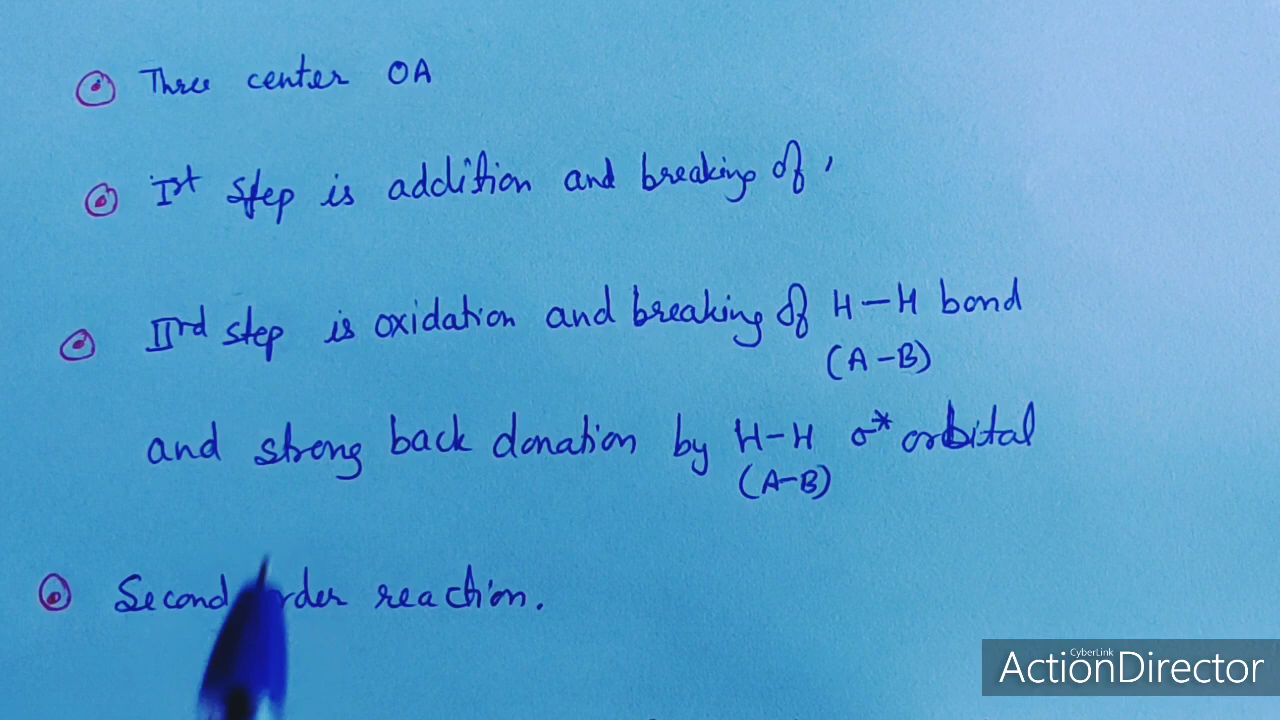 Three center OA
Ist step is addition and breaking of '
IIrd step is oxidation and breaking of H-H bond
(A-B)
and strong back donation by H-H σ* orbital
(A-B)
Second order reaction.
CyberLink
ActionDirector